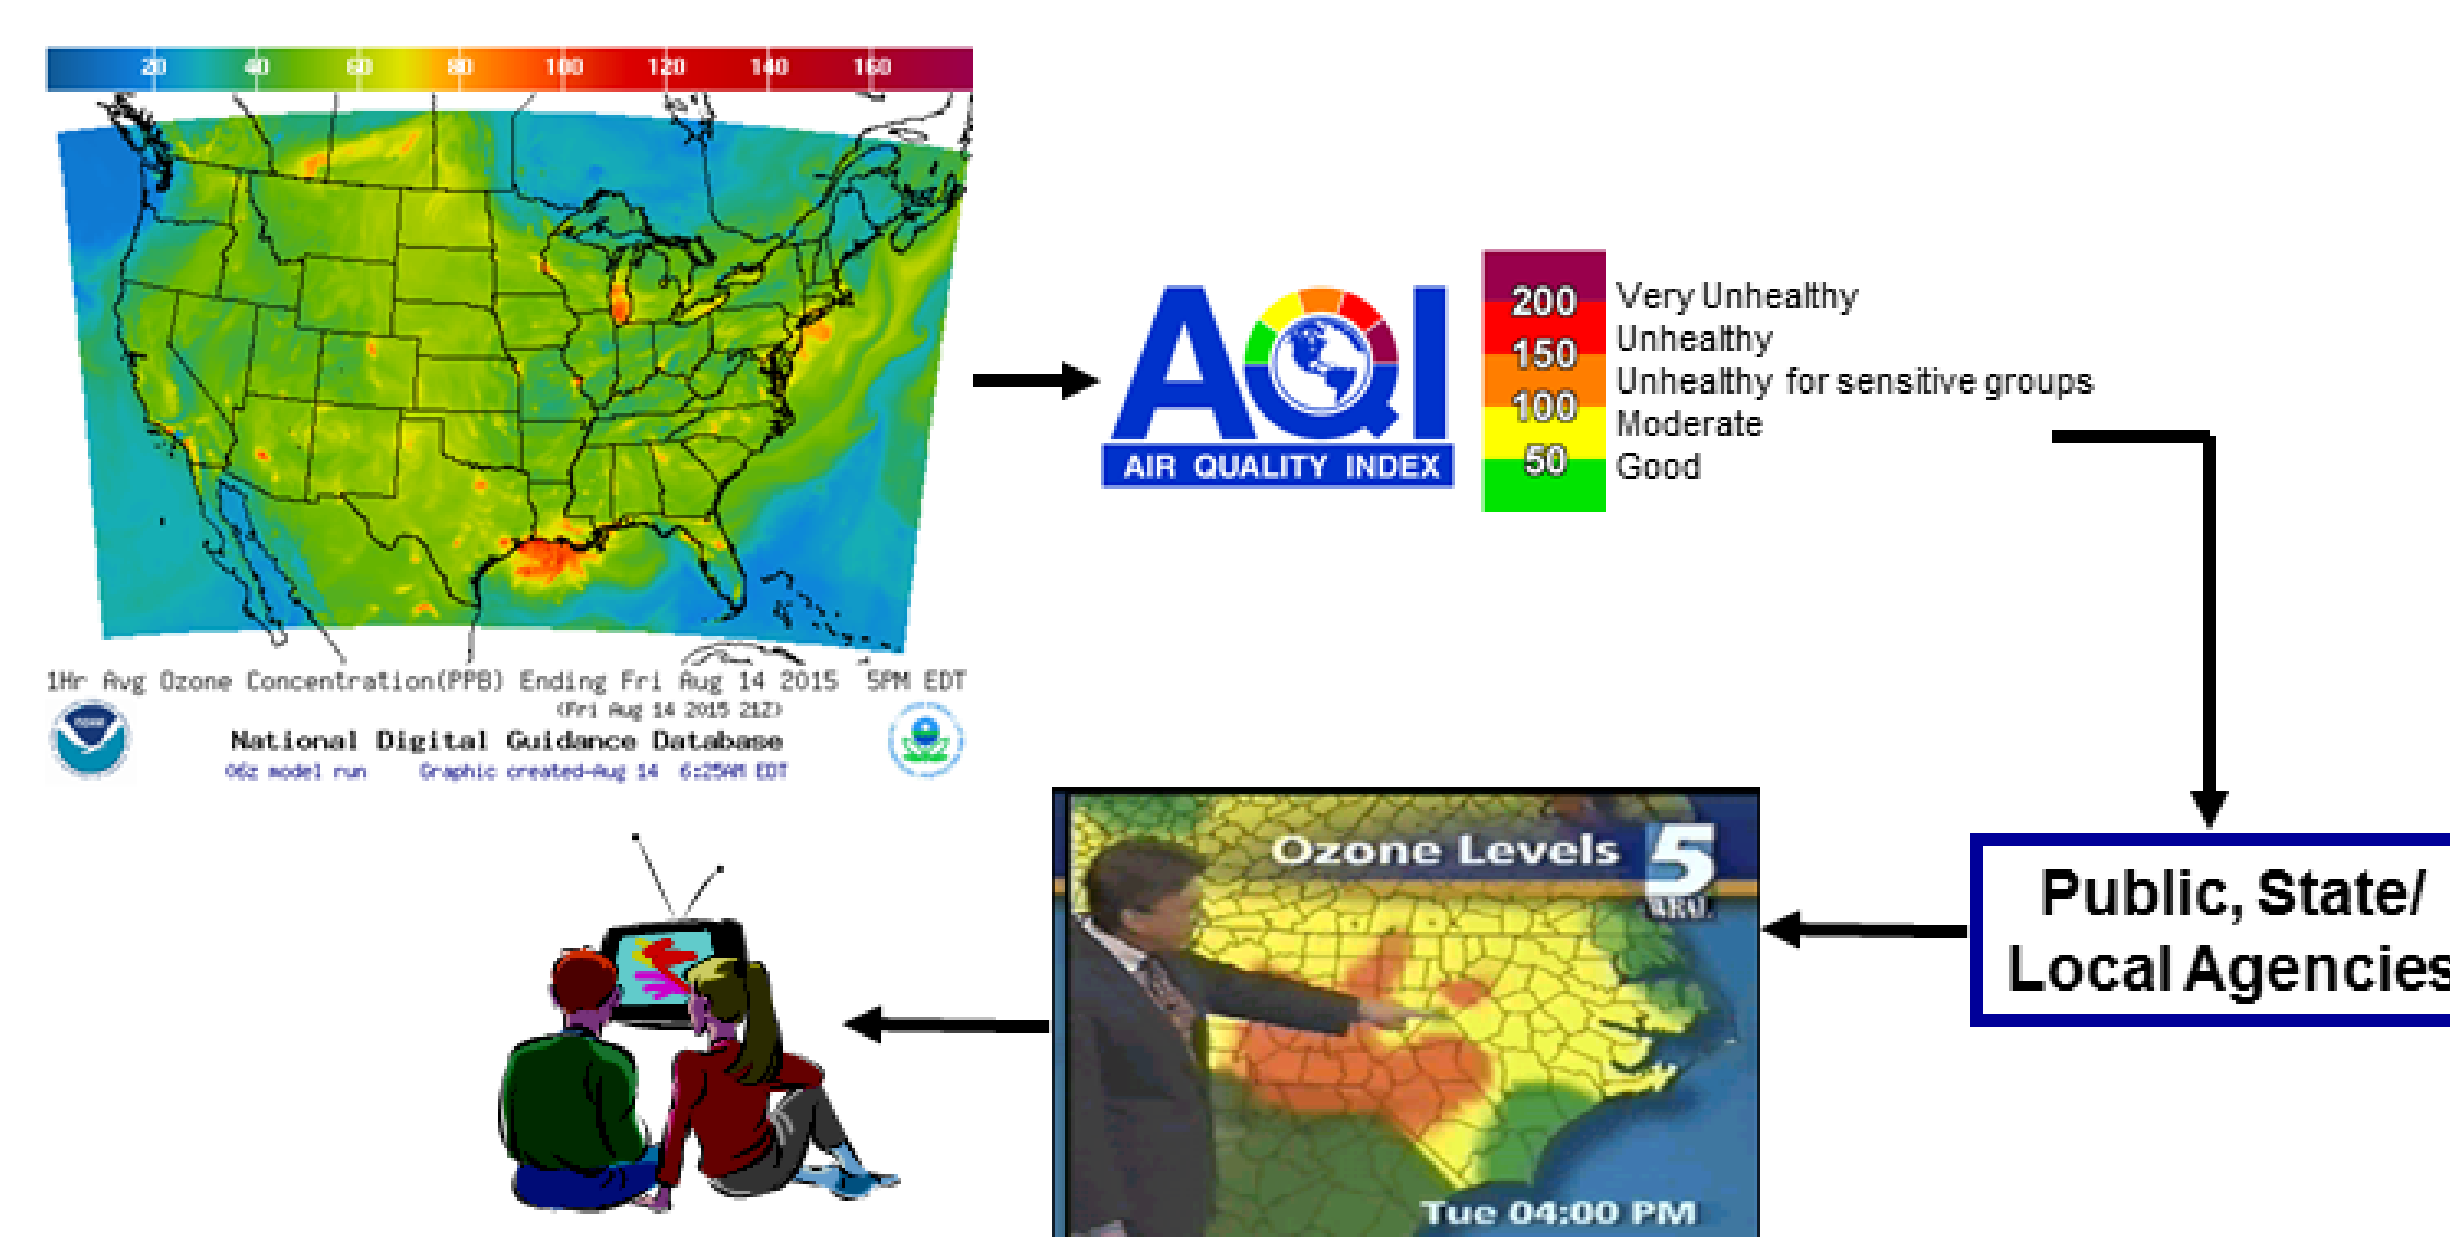 20 40 60 80 100 120 140 160
1Hr Avg Ozone Concentration(PPB) Ending Fri Aug 14 2015 5PM EDT
(Fri Aug 14 2015 21Z)
National Digital Guidance Database
06z model run Graphic created-Aug 14 6:25AM EDT
AQI
AIR QUALITY INDEX
200
150
100
50
Very Unhealthy
Unhealthy
Unhealthy for sensitive groups
Moderate
Good
Public, State/
Local Agencies
Ozone Levels 5
WRAL
Tue 04:00 PM